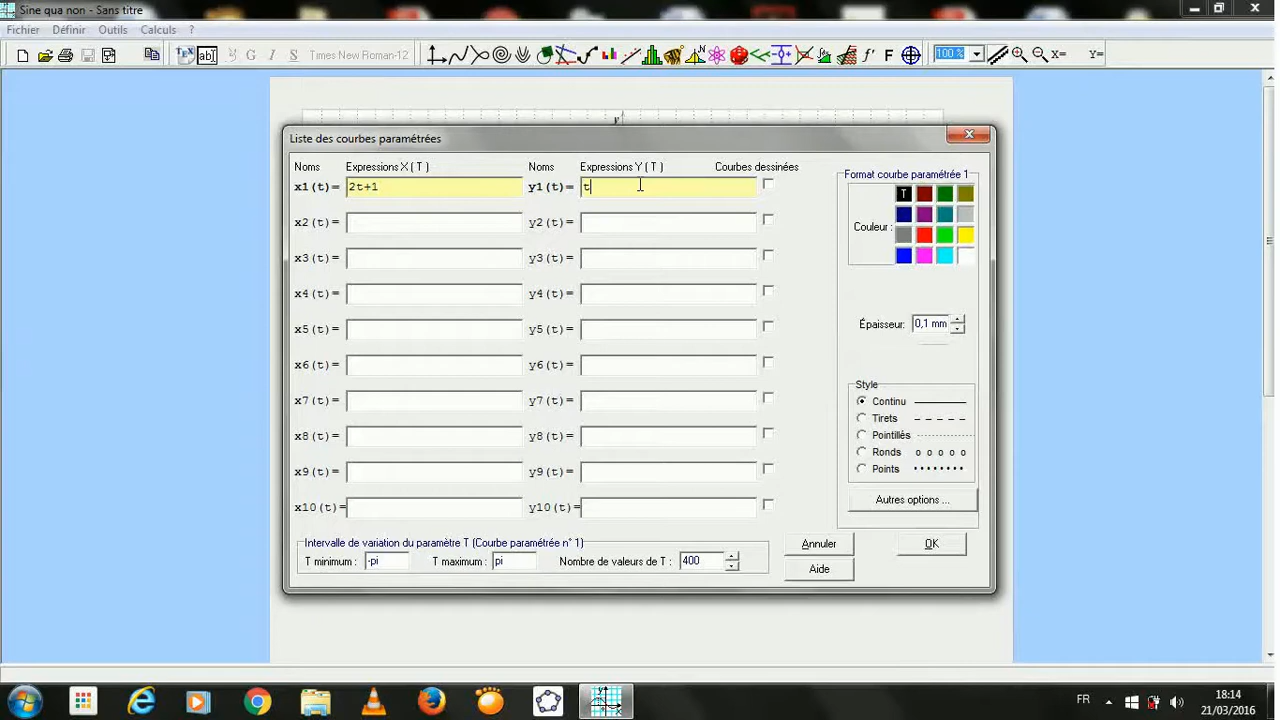 Sine qua non - Sans titre
Fichier Définir Outils Calculs ?
TEX abI G I S Times New Roman-12 F 100 % X= Y=
y
Liste des courbes paramétrées
Noms Expressions X ( T ) Noms Expressions Y ( T ) Courbes dessinées
x1(t)= 2t+1 y1(t)= t
x2(t)= y2(t)=
x3(t)= y3(t)=
x4(t)= y4(t)=
x5(t)= y5(t)=
x6(t)= y6(t)=
x7(t)= y7(t)=
x8(t)= y8(t)=
x9(t)= y9(t)=
x10(t)= y10(t)=
Format courbe paramétrée 1
T
Couleur :
Épaisseur: 0,1 mm
Style
Continu
Tirets
Pointillés
Ronds
Points
Autres options ...
Intervalle de variation du paramètre T (Courbe paramétrée n° 1)
T minimum : -pi T maximum : pi Nombre de valeurs de T : 400
Annuler OK
Aide
FR 18:14
21/03/2016